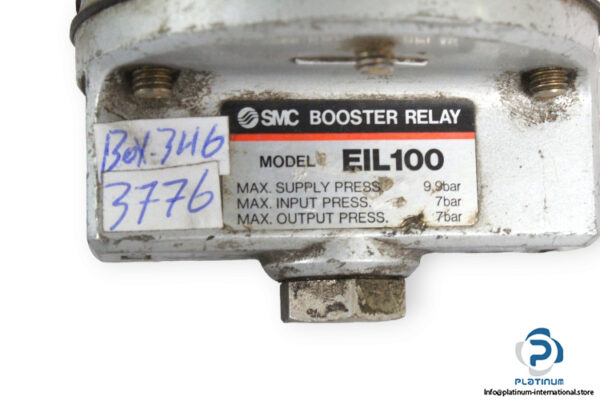 SMC BOOSTER RELAY
MODEL EIL100
MAX. SUPPLY PRESS. 9,9bar
MAX. INPUT PRESS. 7bar
MAX. OUTPUT PRESS. 7bar
Box 346
3776
PLATINUM
Info@platinum-international.store